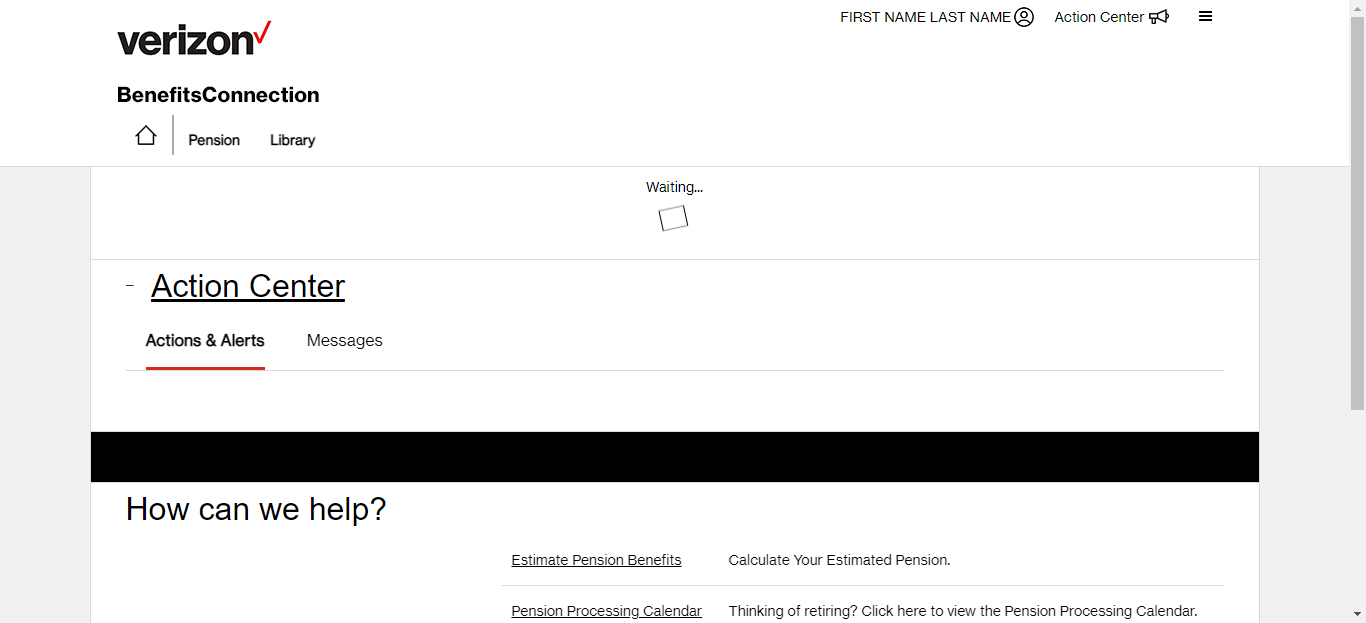 FIRST NAME LAST NAME Action Center
verizon
BenefitsConnection
Pension Library
Waiting...
Action Center
Actions & Alerts Messages
How can we help?
Estimate Pension Benefits Calculate Your Estimated Pension.
Pension Processing Calendar Thinking of retiring? Click here to view the Pension Processing Calendar.